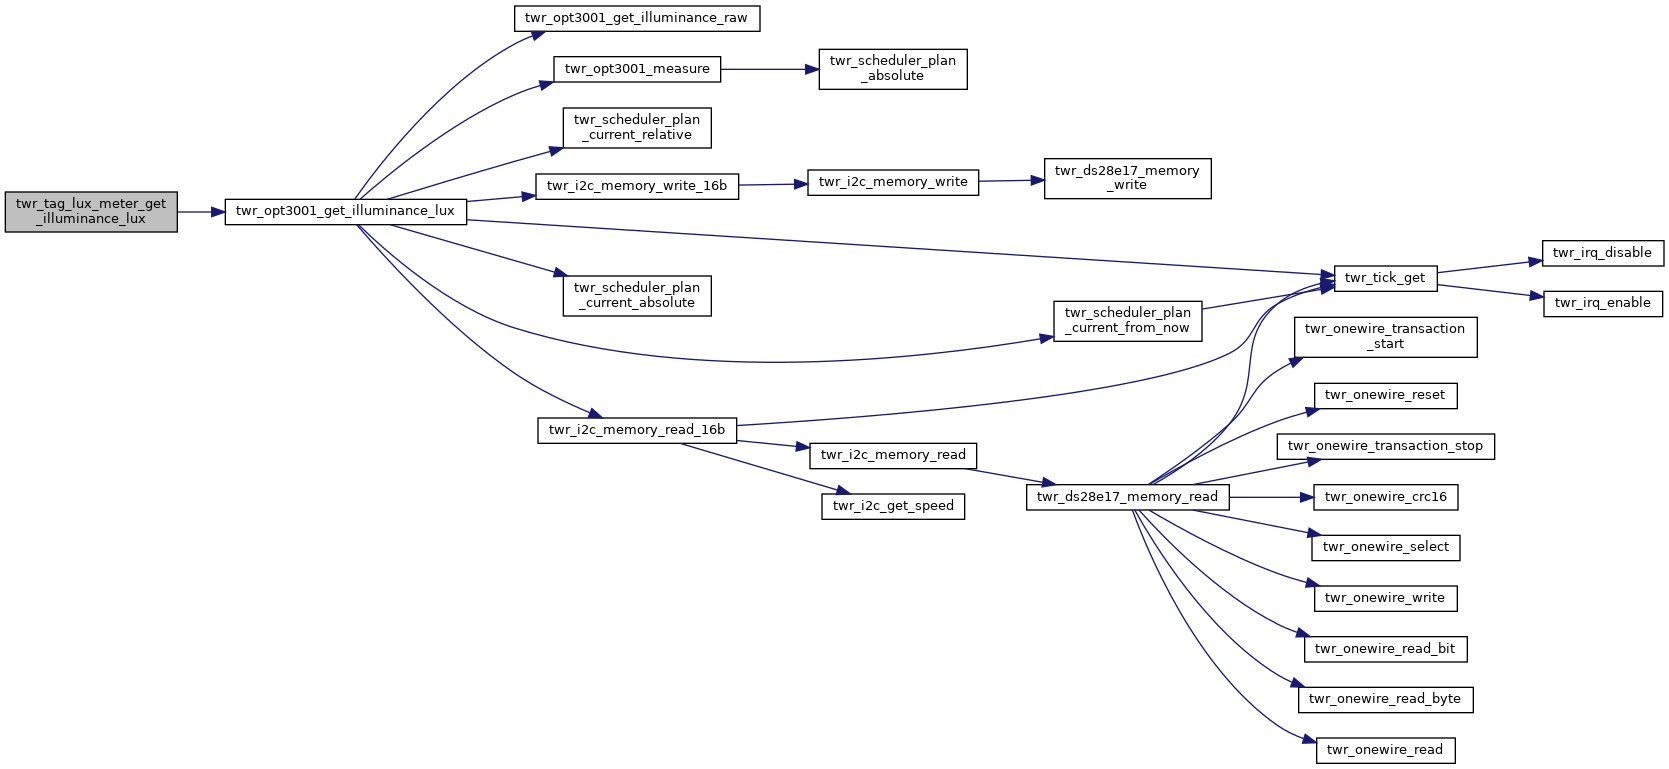 twr_tag_lux_meter_get
_illuminance_lux
twr_opt3001_get_illuminance_lux
twr_opt3001_get_illuminance_raw
twr_opt3001_measure
twr_scheduler_plan
_absolute
twr_scheduler_plan
_current_relative
twr_i2c_memory_write_16b
twr_i2c_memory_write
twr_ds28e17_memory
_write
twr_scheduler_plan
_current_absolute
twr_scheduler_plan
_current_from_now
twr_tick_get
twr_irq_disable
twr_irq_enable
twr_i2c_memory_read_16b
twr_i2c_memory_read
twr_i2c_get_speed
twr_ds28e17_memory_read
twr_onewire_transaction
_start
twr_onewire_reset
twr_onewire_transaction_stop
twr_onewire_crc16
twr_onewire_select
twr_onewire_write
twr_onewire_read_bit
twr_onewire_read_byte
twr_onewire_read